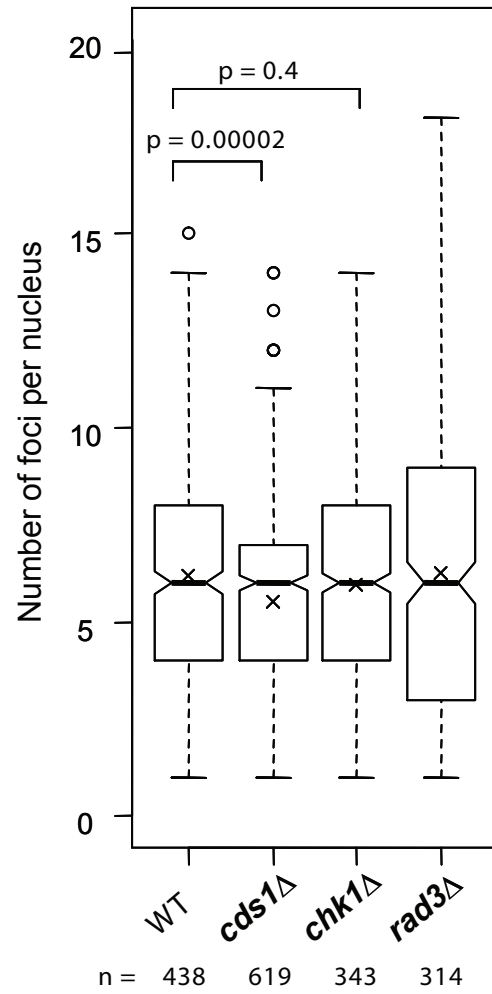 20
p = 0.4
p = 0.00002
15
Number of foci per nucleus
10
5
0
WT cds1Δ chk1Δ rad3Δ
n = 438 619 343 314